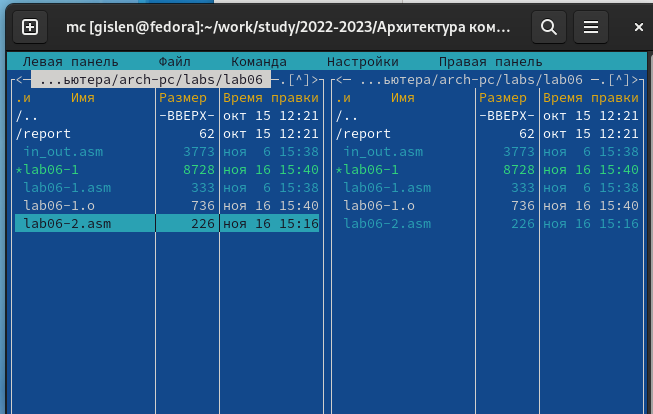 mc [gislen@fedora]:~/work/study/2022-2023/Архитектура ком…
Левая панель Файл Команда Настройки Правая панель
<─ ...ьютера/arch-pc/labs/lab06 ─.[^]>
.и Имя Размер Время правки
/.. -ВВЕРХ- окт 15 12:21
/report 62 окт 15 12:21
in_out.asm 3773 ноя 6 15:38
*lab06-1 8728 ноя 16 15:40
lab06-1.asm 333 ноя 6 15:38
lab06-1.o 736 ноя 16 15:40
lab06-2.asm 226 ноя 16 15:16
<─ ...ьютера/arch-pc/labs/lab06 ─.[^]>
.и Имя Размер Время правки
/.. -ВВЕРХ- окт 15 12:21
/report 62 окт 15 12:21
in_out.asm 3773 ноя 6 15:38
*lab06-1 8728 ноя 16 15:40
lab06-1.asm 333 ноя 6 15:38
lab06-1.o 736 ноя 16 15:40
lab06-2.asm 226 ноя 16 15:16